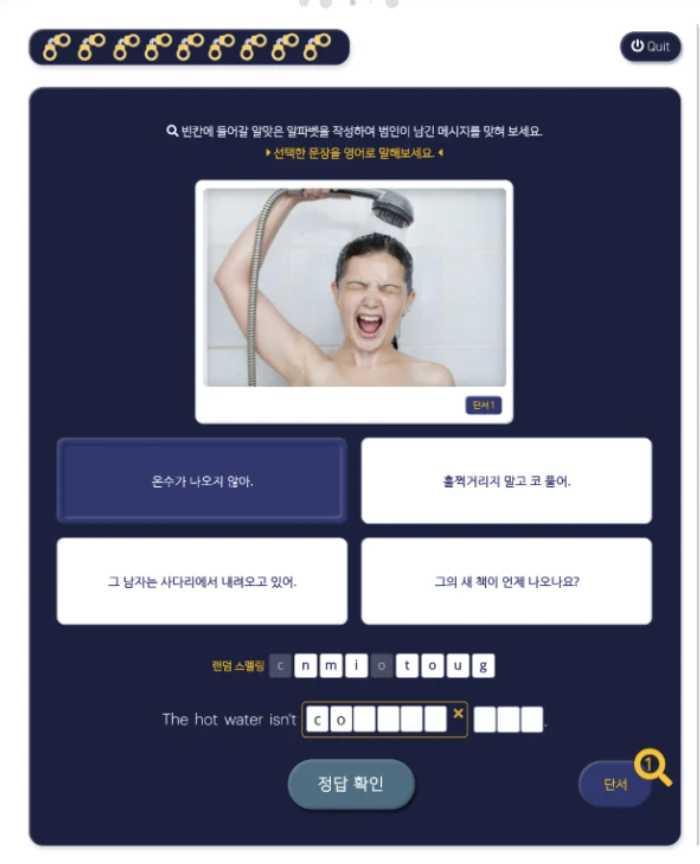 Quit
빈칸에 들어갈 알맞은 알파벳을 작성하여 범인이 남긴 메시지를 맞혀 보세요.
선택한 문장을 영어로 말해보세요.
단서1
온수가 나오지 않아.
훌쩍거리지 말고 코 풀어.
그 남자는 사다리에서 내려오고 있어.
그의 새 책이 언제 나오나요?
랜덤 스펠링 c n m i o t o u g
The hot water isn't c o .
정답 확인
단서
1